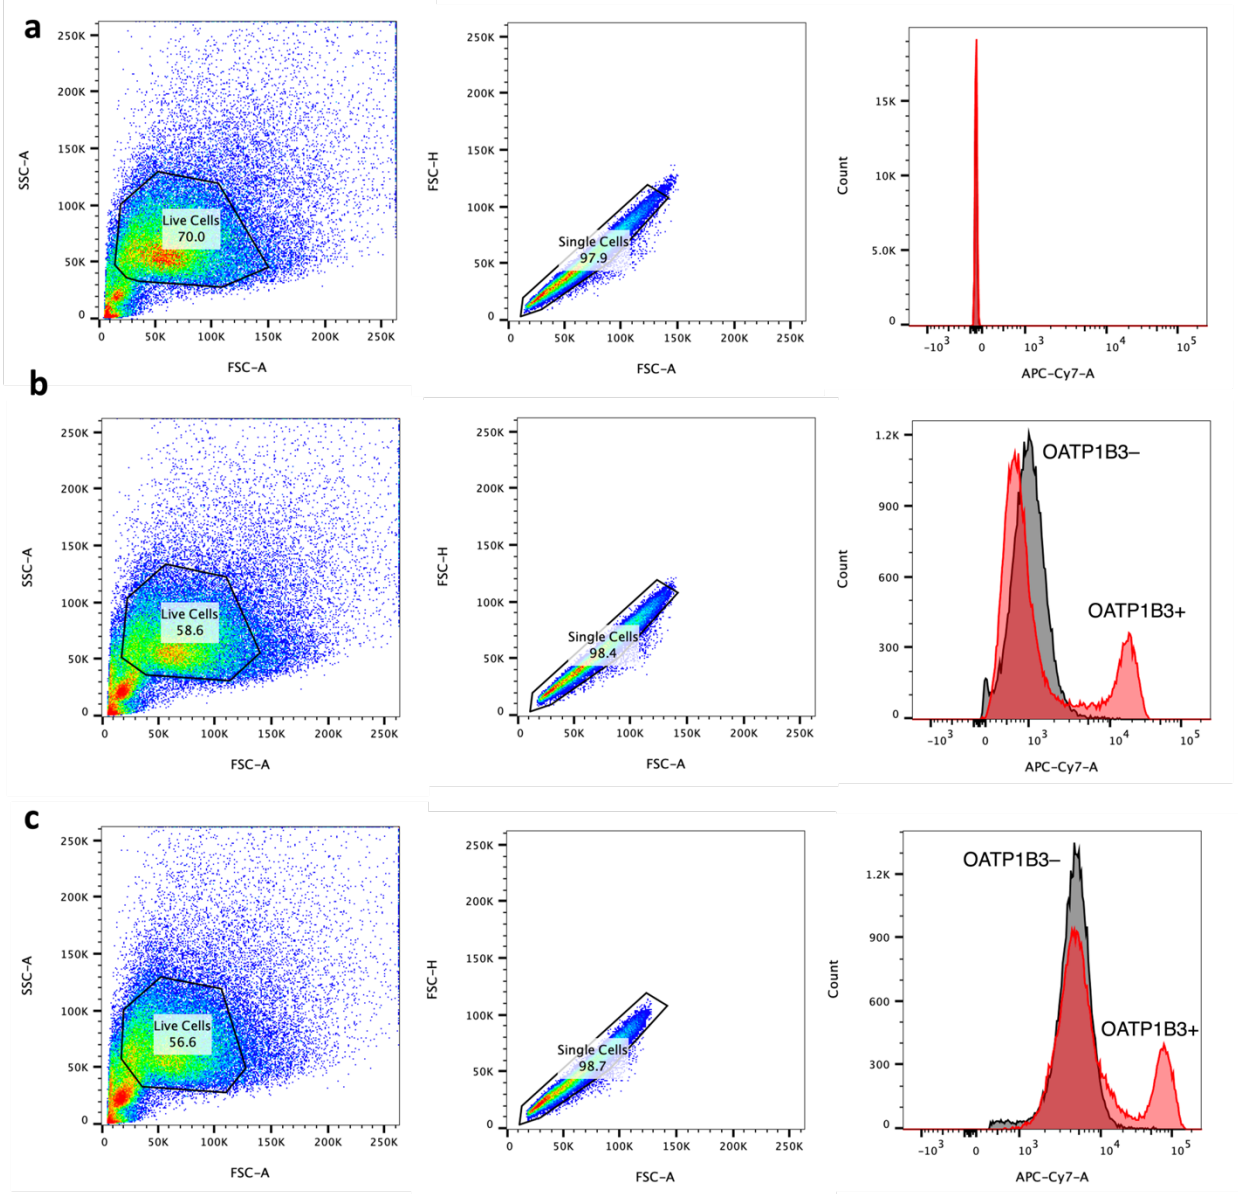 a
250K
200K
150K
100K
50K
0
SSC-A
Live Cells
70.0
0 50K 100K 150K 200K 250K
FSC-A
250K
200K
150K
100K
50K
0
FSC-H
Single Cells
97.9
0 50K 100K 150K 200K 250K
FSC-A
15K
10K
5.0K
0
Count
-10³ 0 10³ 10⁴ 10⁵
APC-Cy7-A
b
250K
200K
150K
100K
50K
0
SSC-A
Live Cells
58.6
0 50K 100K 150K 200K 250K
FSC-A
250K
200K
150K
100K
50K
0
FSC-H
Single Cells
98.4
0 50K 100K 150K 200K 250K
FSC-A
1.2K
900
600
300
0
Count
OATP1B3–
OATP1B3+
-10³ 0 10³ 10⁴ 10⁵
APC-Cy7-A
c
250K
200K
150K
100K
50K
0
SSC-A
Live Cells
56.6
0 50K 100K 150K 200K 250K
FSC-A
250K
200K
150K
100K
50K
0
FSC-H
Single Cells
98.7
0 50K 100K 150K 200K 250K
FSC-A
1.2K
900
600
300
0
Count
OATP1B3–
OATP1B3+
-10³ 0 10³ 10⁴ 10⁵
APC-Cy7-A